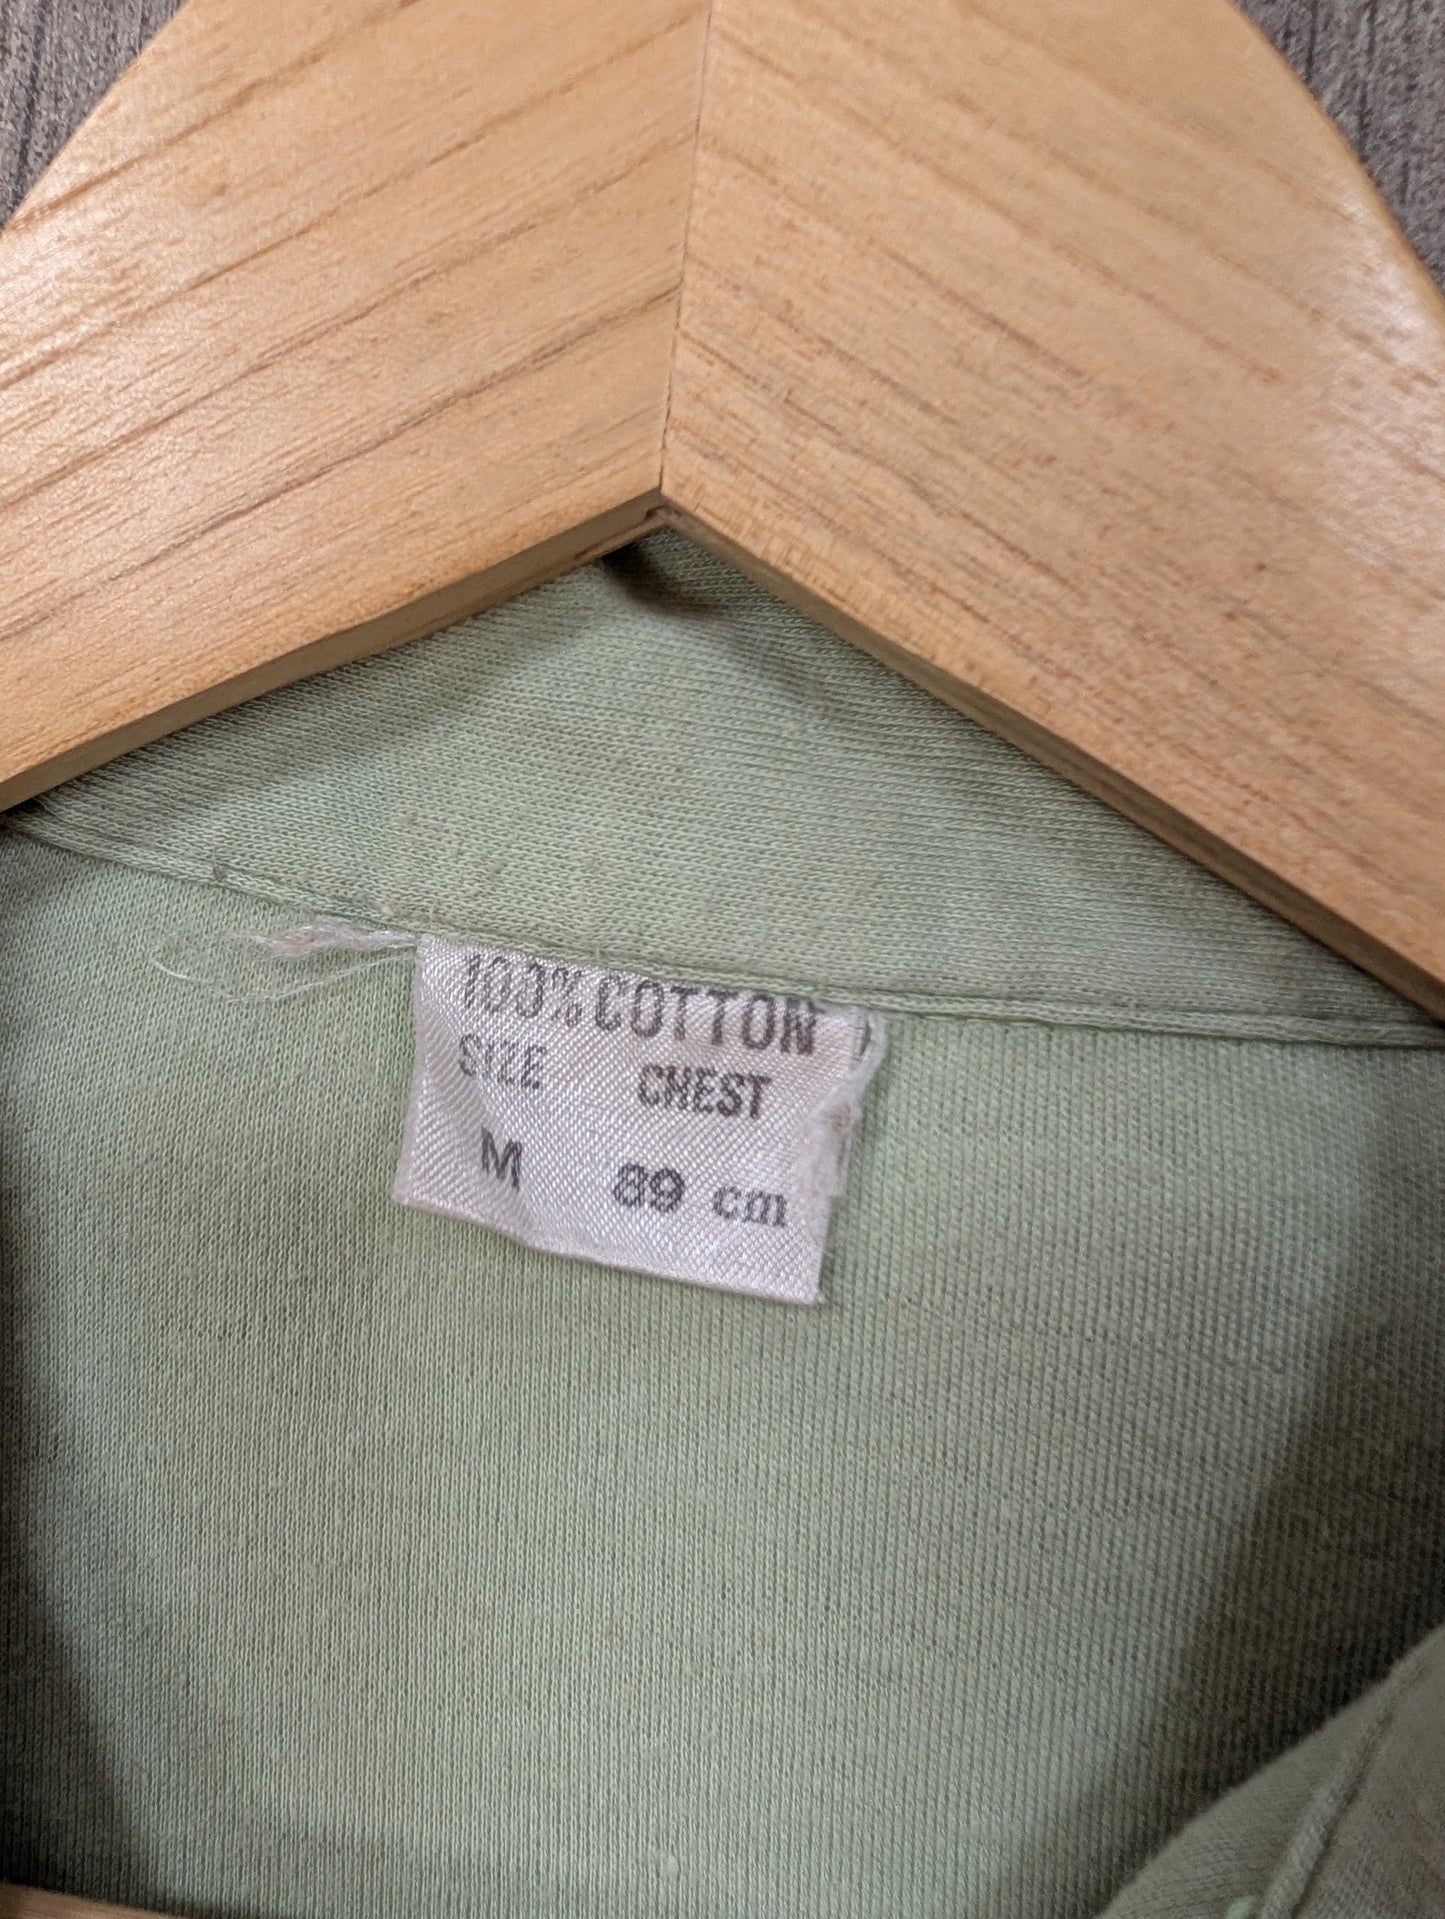 100% COTTON
SIZE CHEST
M 89 cm